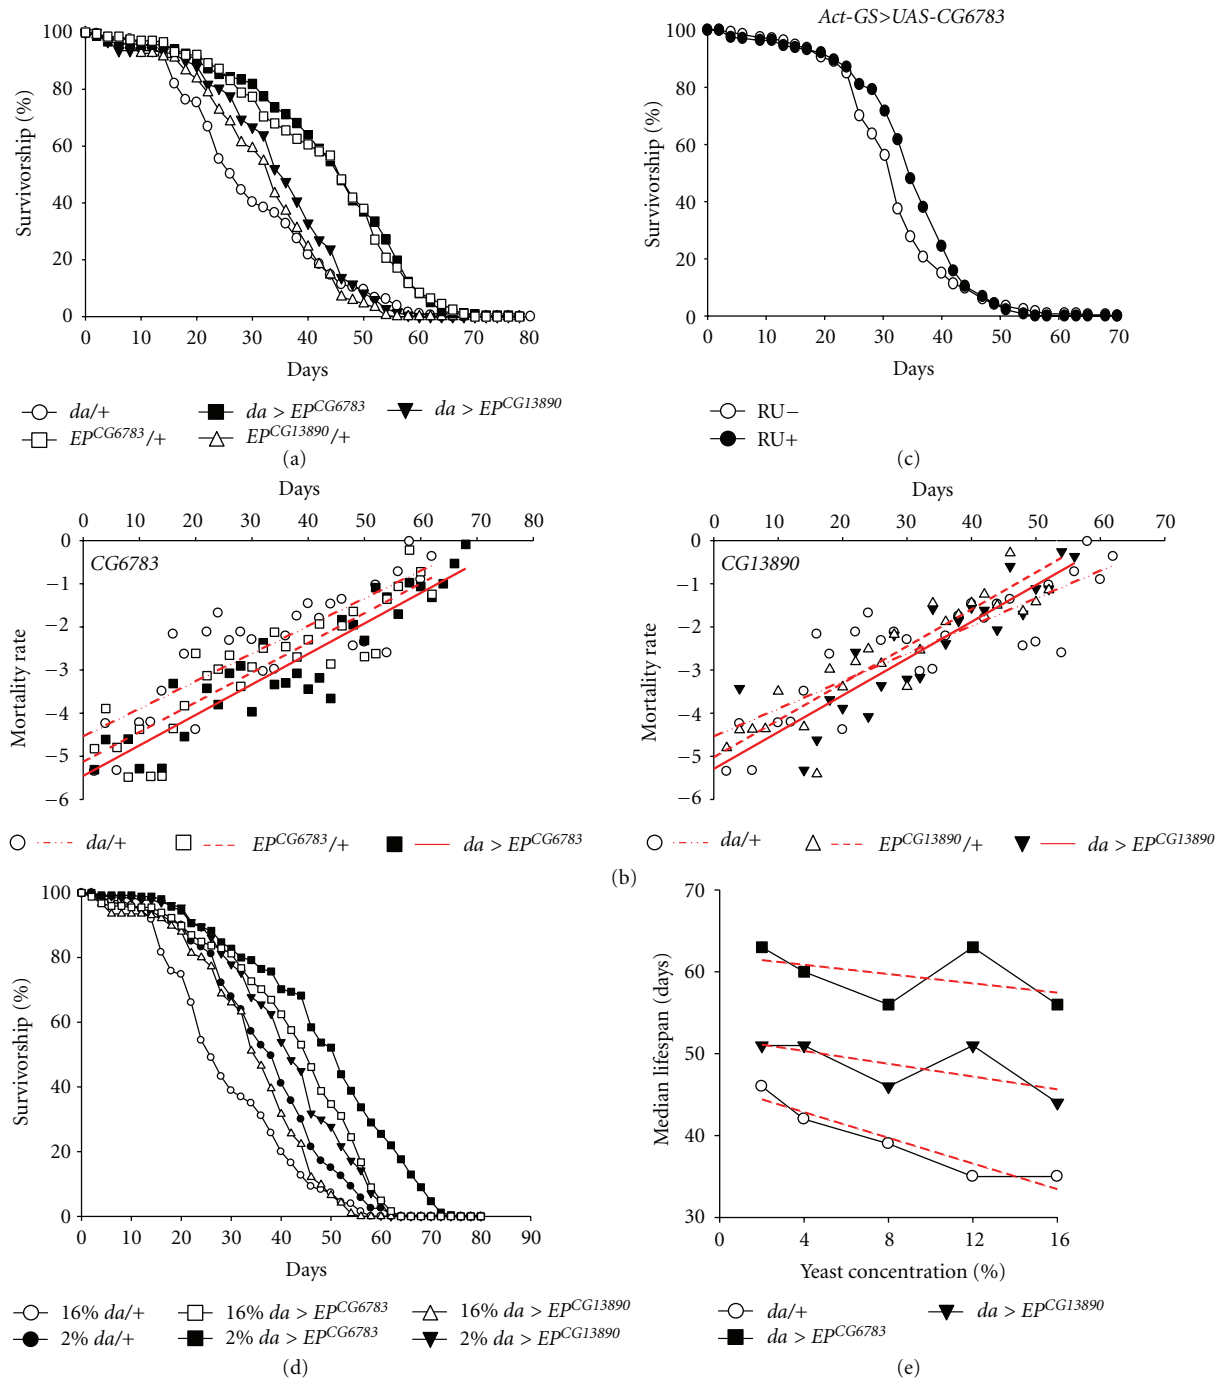 100
80
60
40
20
0
Survivorship (%)
0 10 20 30 40 50 60 70 80
Days
da/+
da > EP^CG6783
da > EP^CG13890
EP^CG6783/+
EP^CG13890/+
(a)
Act-GS>UAS-CG6783
100
80
60
40
20
0
Survivorship (%)
0 10 20 30 40 50 60 70
Days
RU−
RU+
(c)
Days
0 10 20 30 40 50 60 70 80
CG6783
0
−1
−2
−3
−4
−5
−6
Mortality rate
da/+
EP^CG6783/+
da > EP^CG6783
Days
0 10 20 30 40 50 60 70
CG13890
0
−1
−2
−3
−4
−5
−6
Mortality rate
da/+
EP^CG13890/+
da > EP^CG13890
(b)
100
80
60
40
20
0
Survivorship (%)
0 10 20 30 40 50 60 70 80 90
Days
16% da/+
16% da > EP^CG6783
16% da > EP^CG13890
2% da/+
2% da > EP^CG6783
2% da > EP^CG13890
(d)
70
60
50
40
30
Median lifespan (days)
0 4 8 12 16
Yeast concentration (%)
da/+
da > EP^CG13890
da > EP^CG6783
(e)